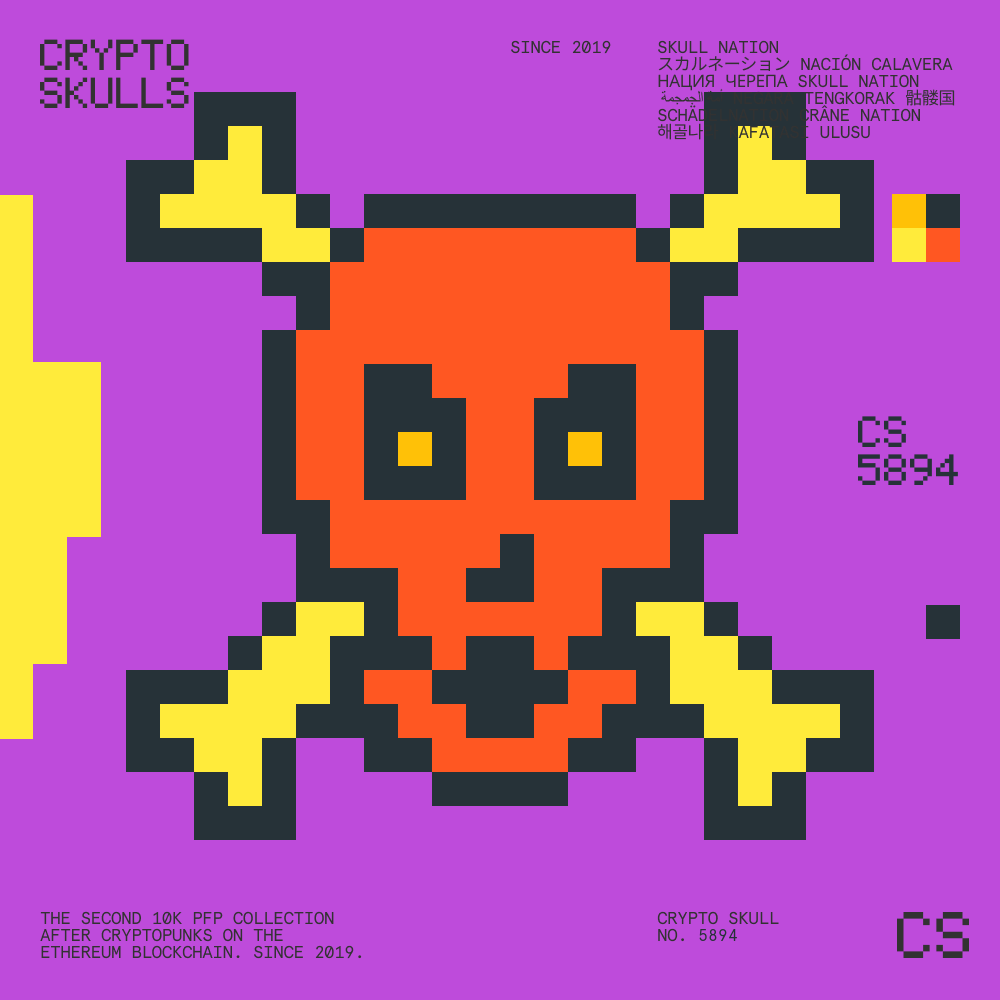 CRYPTO
SKULLS
SINCE 2019
SKULL NATION
スカルネーション NACIÓN CALAVERA
НАЦИЯ ЧЕРЕПА SKULL NATION
TENGKORAK 骷髅国
CRÂNE NATION
해골나 ULUSU
CS
5894
THE SECOND 10K PFP COLLECTION
AFTER CRYPTOPUNKS ON THE
ETHEREUM BLOCKCHAIN. SINCE 2019.
CRYPTO SKULL
NO. 5894
CS